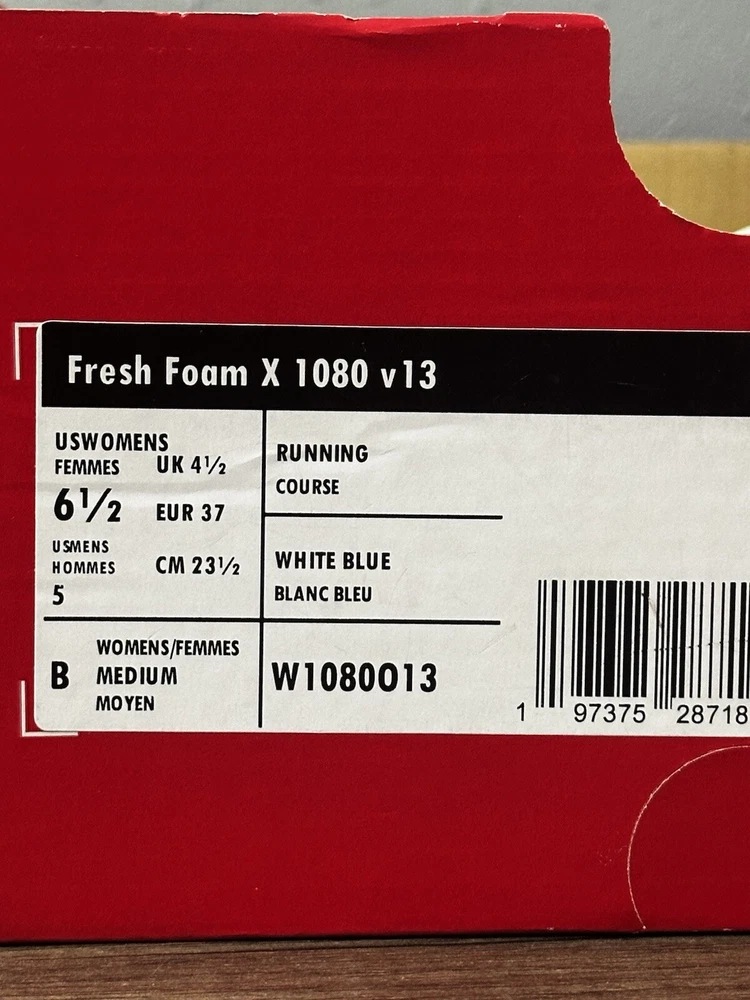 Fresh Foam X 1080 v13
USWOMENS
FEMMES UK 4½
6½ EUR 37
USMENS
HOMMES CM 23½
5
RUNNING
COURSE
WHITE BLUE
BLANC BLEU
B WOMENS/FEMMES
MEDIUM
MOYEN
W1080O13
1 97375 28718